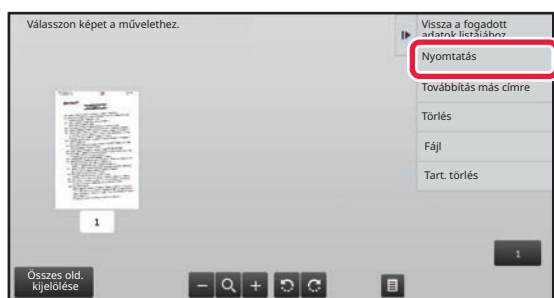 Válasszon képet a művelethez.
Vissza a fogadott
adatok listájához
Nyomtatás
Továbbítás más címre
Törlés
Fájl
Tart. törlés
1
1
Összes old.
kijelölése